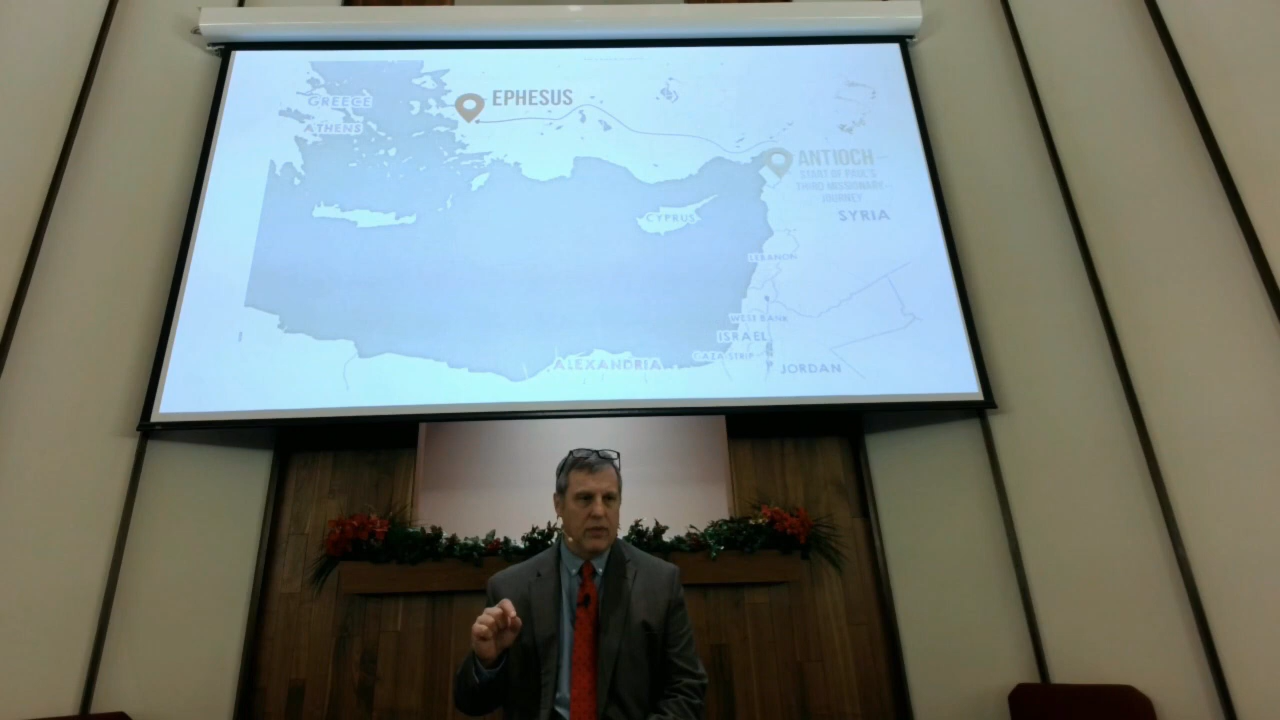 GREECE
ATHENS
EPHESUS
ANTIOCH
START OF PAUL'S
THIRD MISSIONARY
JOURNEY
SYRIA
CYPRUS
LEBANON
WEST BANK
ISRAEL
GAZA STRIP
JORDAN
ALEXANDRIA